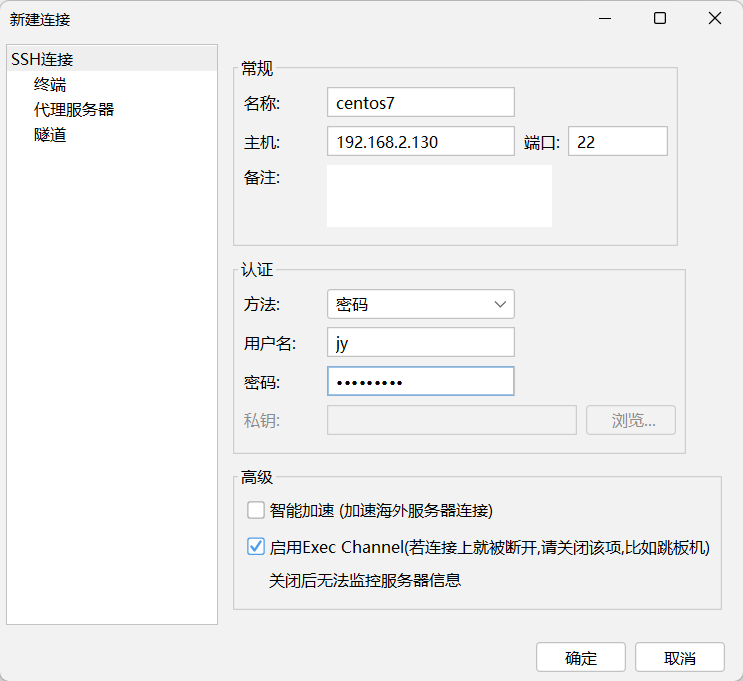 新建连接
SSH连接
终端
代理服务器
隧道
常规
名称: centos7
主机: 192.168.2.130 端口: 22
备注:
认证
方法: 密码
用户名: jy
密码: •••••••••
私钥: 浏览...
高级
智能加速 (加速海外服务器连接)
启用Exec Channel(若连接上就被断开,请关闭该项,比如跳板机)
关闭后无法监控服务器信息
确定 取消